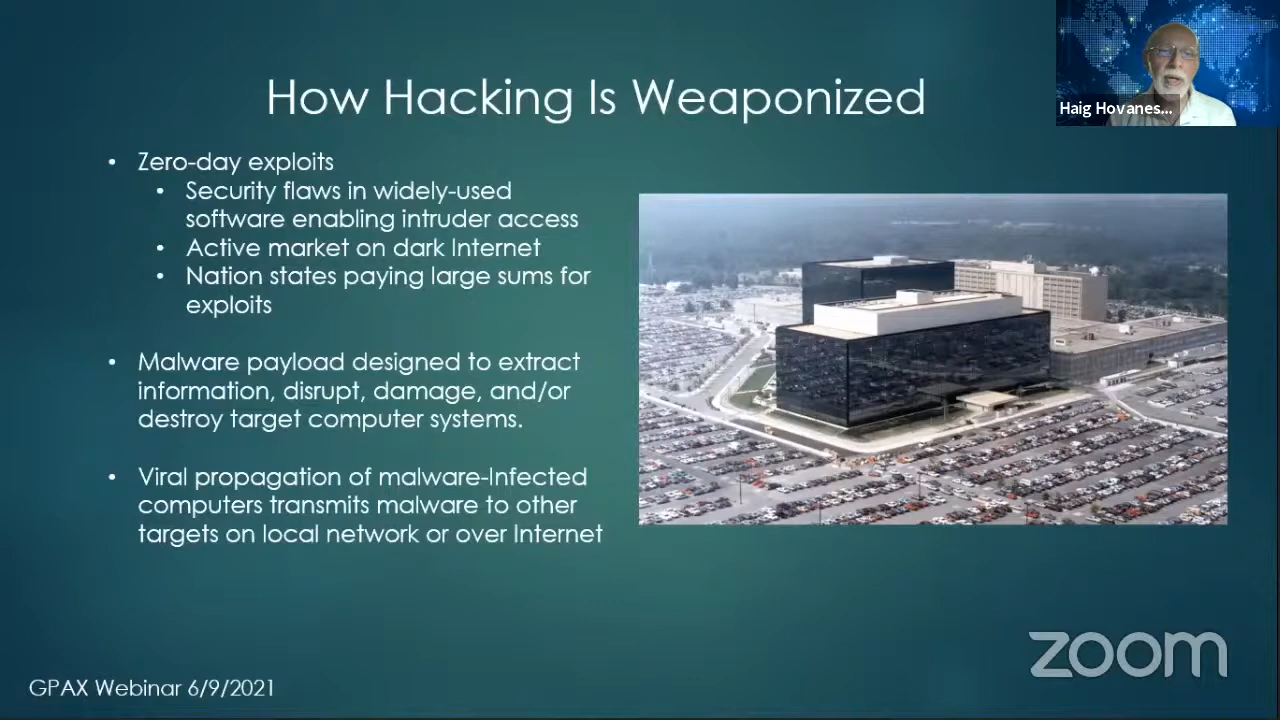 How Hacking Is Weaponized
Haig Hovanes...
• Zero-day exploits
• Security flaws in widely-used
software enabling intruder access
• Active market on dark Internet
• Nation states paying large sums for
exploits
• Malware payload designed to extract
information, disrupt, damage, and/or
destroy target computer systems.
• Viral propagation of malware-Infected
computers transmits malware to other
targets on local network or over Internet
zoom
GPAX Webinar 6/9/2021